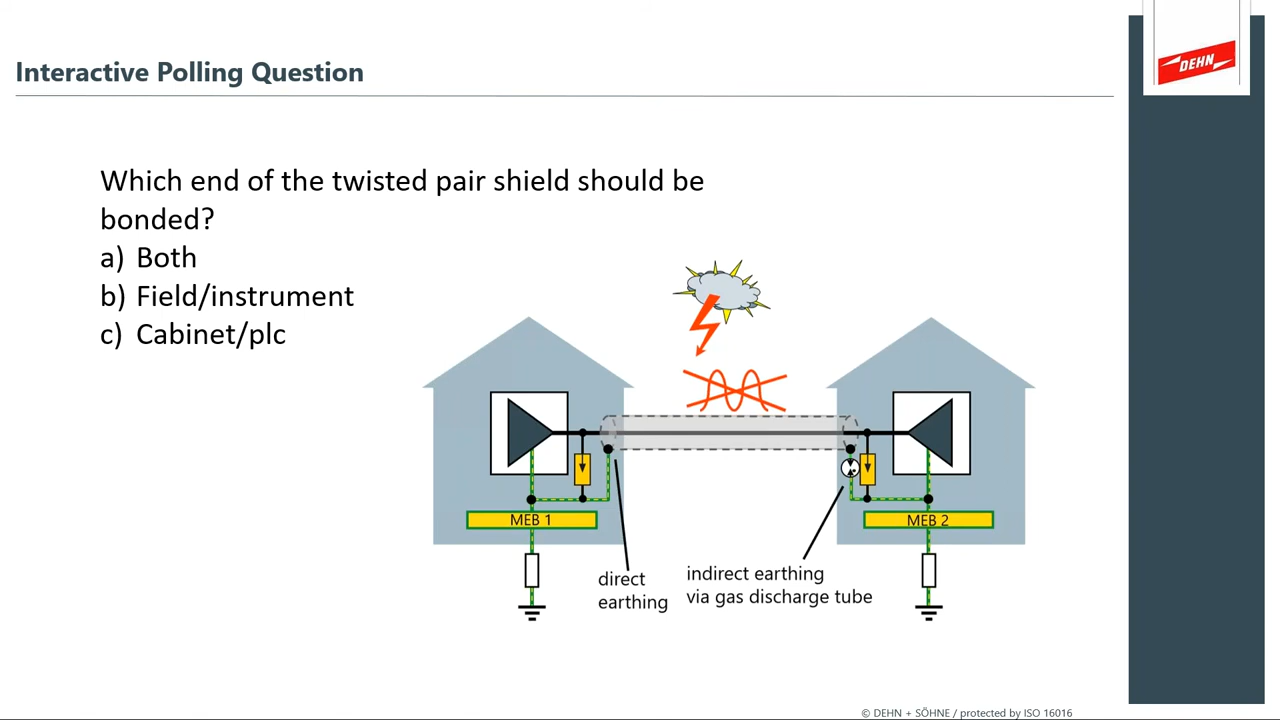 Interactive Polling Question
DEHN
Which end of the twisted pair shield should be
bonded?
a) Both
b) Field/instrument
c) Cabinet/plc
MEB 1
MEB 2
direct
earthing
indirect earthing
via gas discharge tube
© DEHN + SÖHNE / protected by ISO 16016